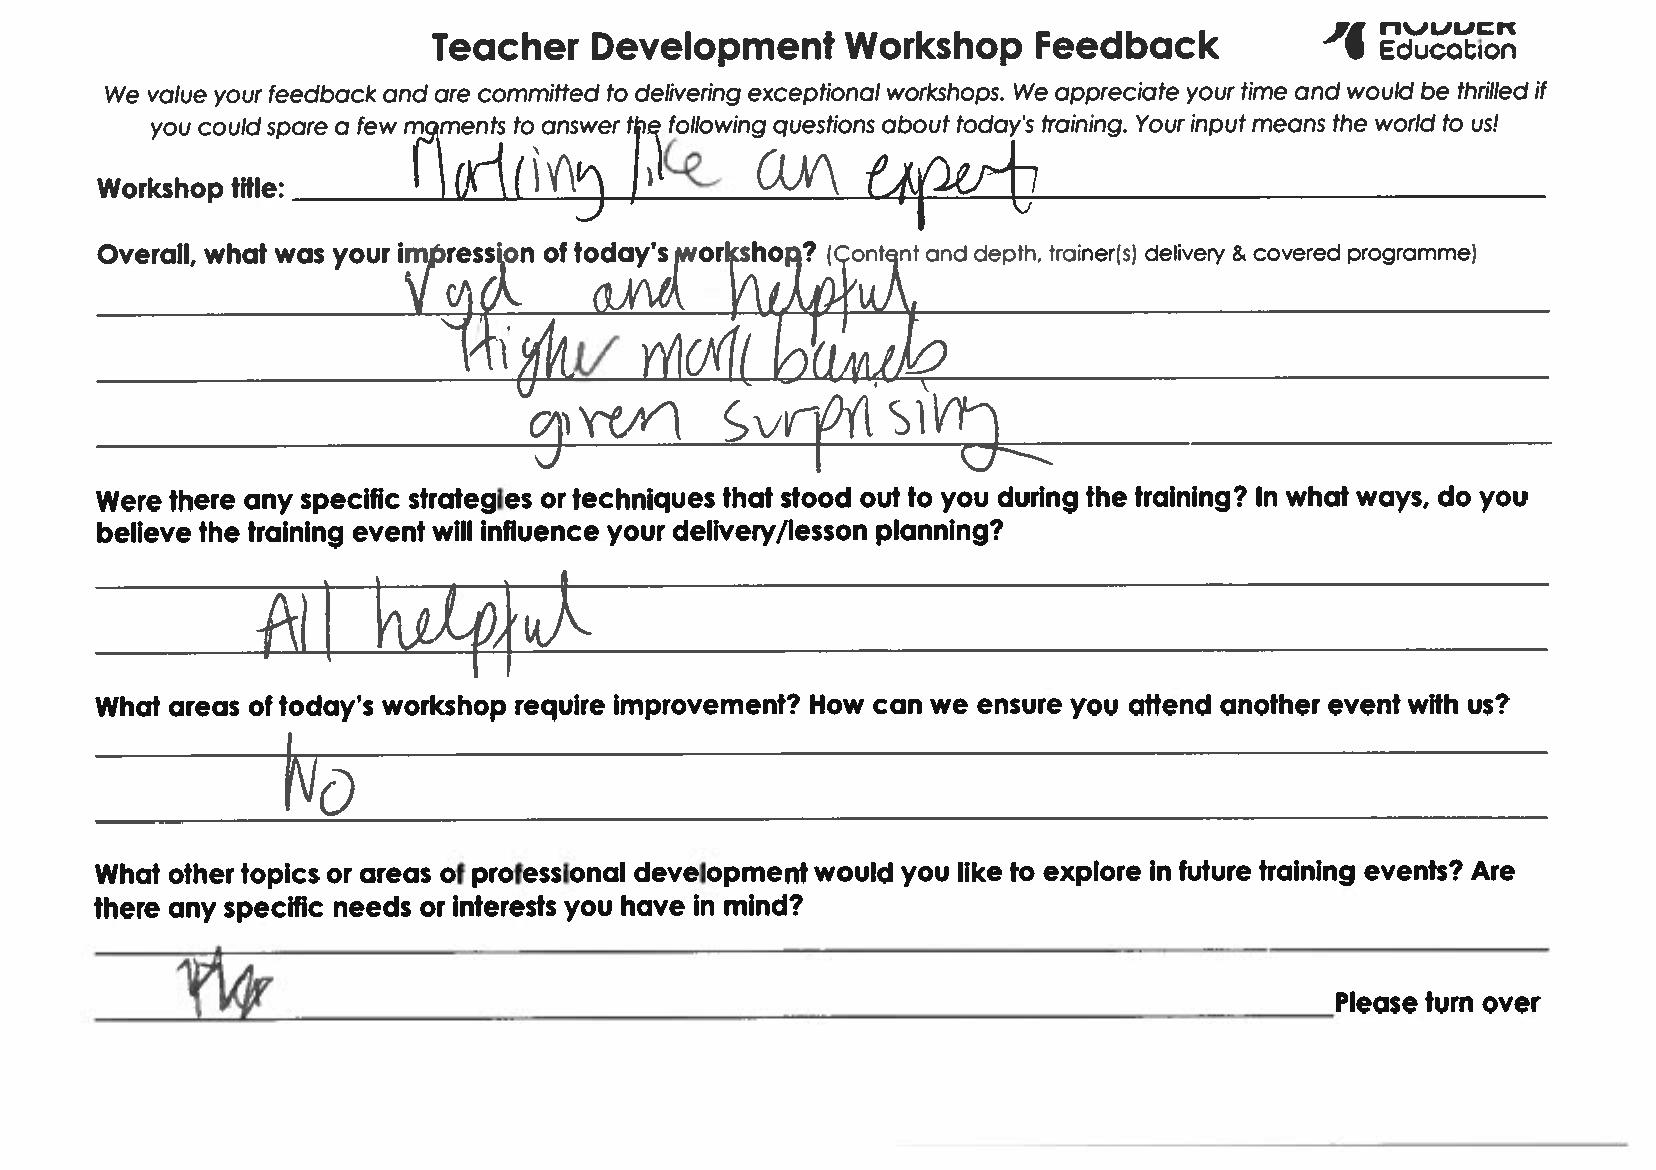 Teacher Development Workshop Feedback
HODDER
Education
We value your feedback and are committed to delivering exceptional workshops. We appreciate your time and would be thrilled if
you could spare a few moments to answer the following questions about today's training. Your input means the world to us!
Workshop title: Marking like an expert
Overall, what was your impression of today's workshop? (Content and depth, trainer(s) delivery & covered programme)
V gd and helpful
Higher mark bands
given surprising
Were there any specific strategies or techniques that stood out to you during the training? In what ways, do you
believe the training event will influence your delivery/lesson planning?
All helpful
What areas of today's workshop require improvement? How can we ensure you attend another event with us?
No
What other topics or areas of professional development would you like to explore in future training events? Are
there any specific needs or interests you have in mind?
Please turn over